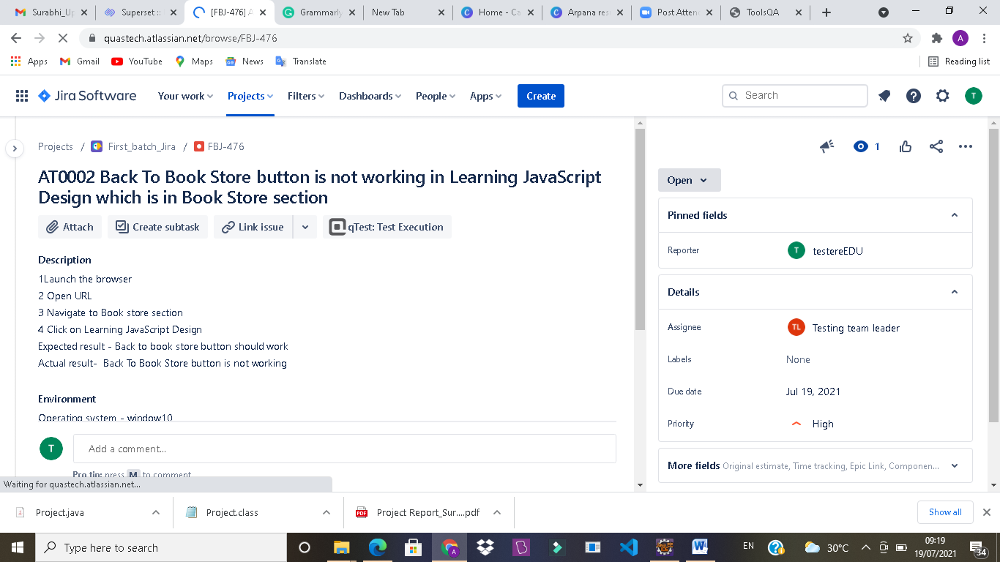 Surabhi_Up
Superset ::
[FBJ-476] A
Grammarly
New Tab
Home - Ca
Arpana res
Post Atten
ToolsQA
quastech.atlassian.net/browse/FBJ-476
A
Apps
Gmail
YouTube
Maps
News
Translate
Reading list
Jira Software
Your work
Projects
Filters
Dashboards
People
Apps
Create
Search
T
Projects / First_batch_Jira / FBJ-476
1
AT0002 Back To Book Store button is not working in Learning JavaScript
Design which is in Book Store section
Open
Attach
Create subtask
Link issue
qTest: Test Execution
Pinned fields
Reporter
T
testereEDU
Description
1Launch the browser
2 Open URL
3 Navigate to Book store section
4 Click on Learning JavaScript Design
Expected result - Back to book store button should work
Actual result-  Back To Book Store button is not working
Details
Assignee
TL
Testing team leader
Labels
None
Due date
Jul 19, 2021
Priority
High
Environment
Operating system - window10
T
Add a comment...
Pro tip: press M to comment
More fields Original estimate, Time tracking, Epic Link, Componen...
Waiting for quastech.atlassian.net...
Project.java
Project.class
PDF
Project Report_Sur....pdf
Show all
Type here to search
EN
30°C
09:19
19/07/2021
34